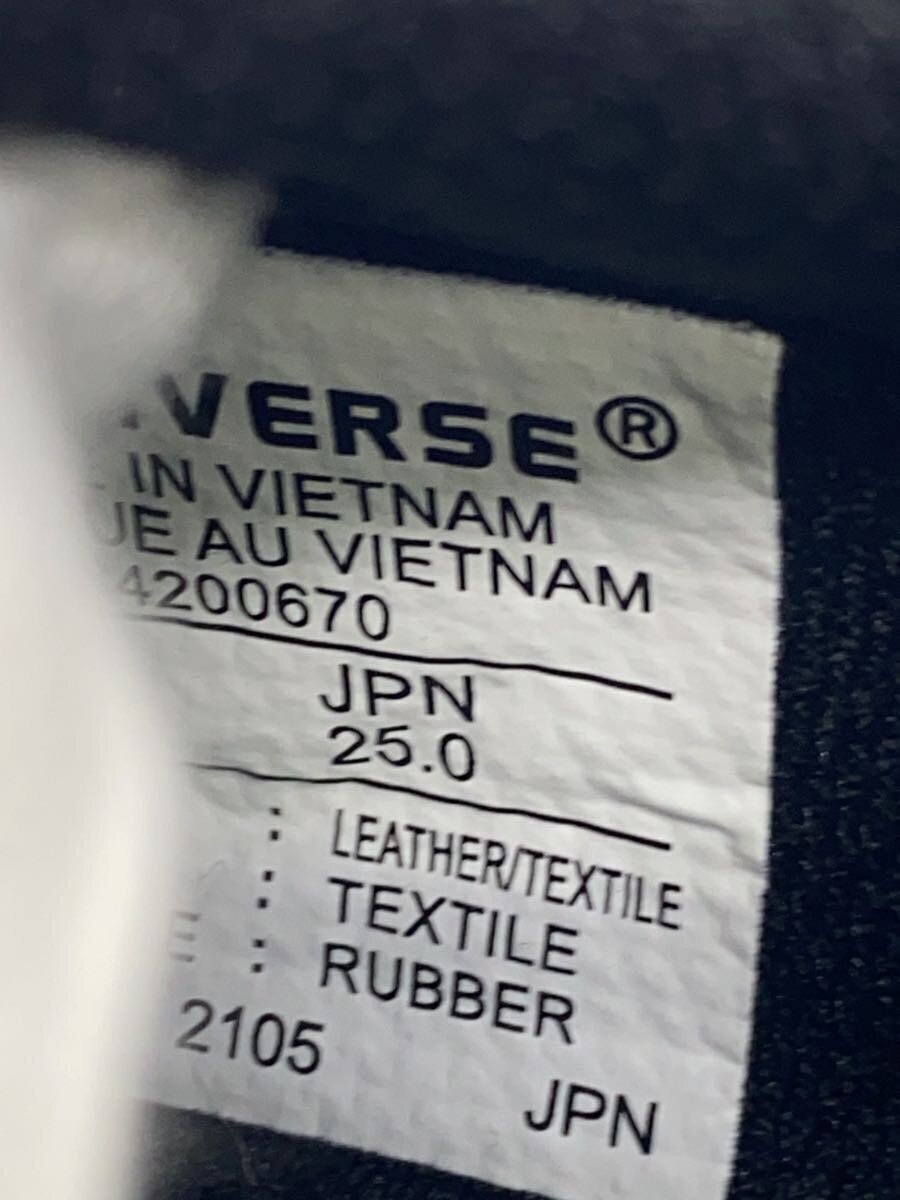 VERSE®
IN VIETNAM
UE AU VIETNAM
4200670
JPN
25.0
: LEATHER/TEXTILE
: TEXTILE
E : RUBBER
2105
JPN